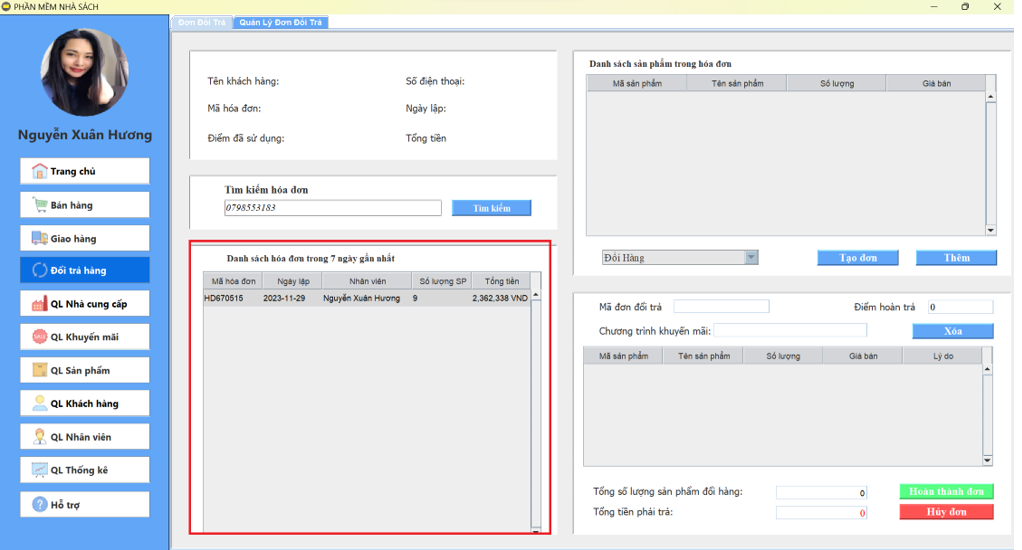 PHẦN MỀM NHÀ SÁCH
Đơn Đổi Trả
Quản Lý Đơn Đổi Trả
Nguyễn Xuân Hương
Trang chủ
Bán hàng
Giao hàng
Đổi trả hàng
QL Nhà cung cấp
SALE
QL Khuyến mãi
QL Sản phẩm
QL Khách hàng
QL Nhân viên
QL Thống kê
Hỗ trợ
Tên khách hàng:
Số điện thoại:
Mã hóa đơn:
Ngày lập:
Điểm đã sử dụng:
Tổng tiền
Tìm kiếm hóa đơn
0798553183
Tìm kiếm
Danh sách hóa đơn trong 7 ngày gần nhất
Mã hóa đơn Ngày lập Nhân viên Số lượng SP Tổng tiền
HD670515 2023-11-29 Nguyễn Xuân Hương 9 2,362,338 VND
Danh sách sản phẩm trong hóa đơn
Mã sản phẩm Tên sản phẩm Số lượng Giá bán
Đổi Hàng
Tạo đơn
Thêm
Mã đơn đổi trả
Điểm hoàn trả 0
Chương trình khuyến mãi:
Xóa
Mã sản phẩm Tên sản phẩm Số lượng Giá bán Lý do
Tổng số lượng sản phẩm đổi hàng: 0
Hoàn thành đơn
Tổng tiền phải trả: 0
Hủy đơn